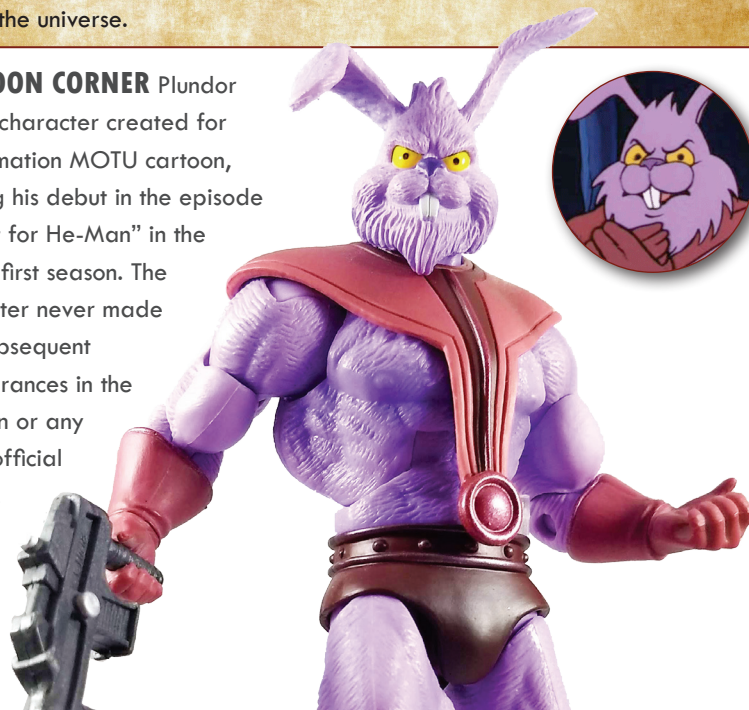 the universe.
OON CORNER Plundor
character created for
mation MOTU cartoon,
g his debut in the episode
for He-Man” in the
first season. The
ter never made
bsequent
rances in the
n or any
fficial